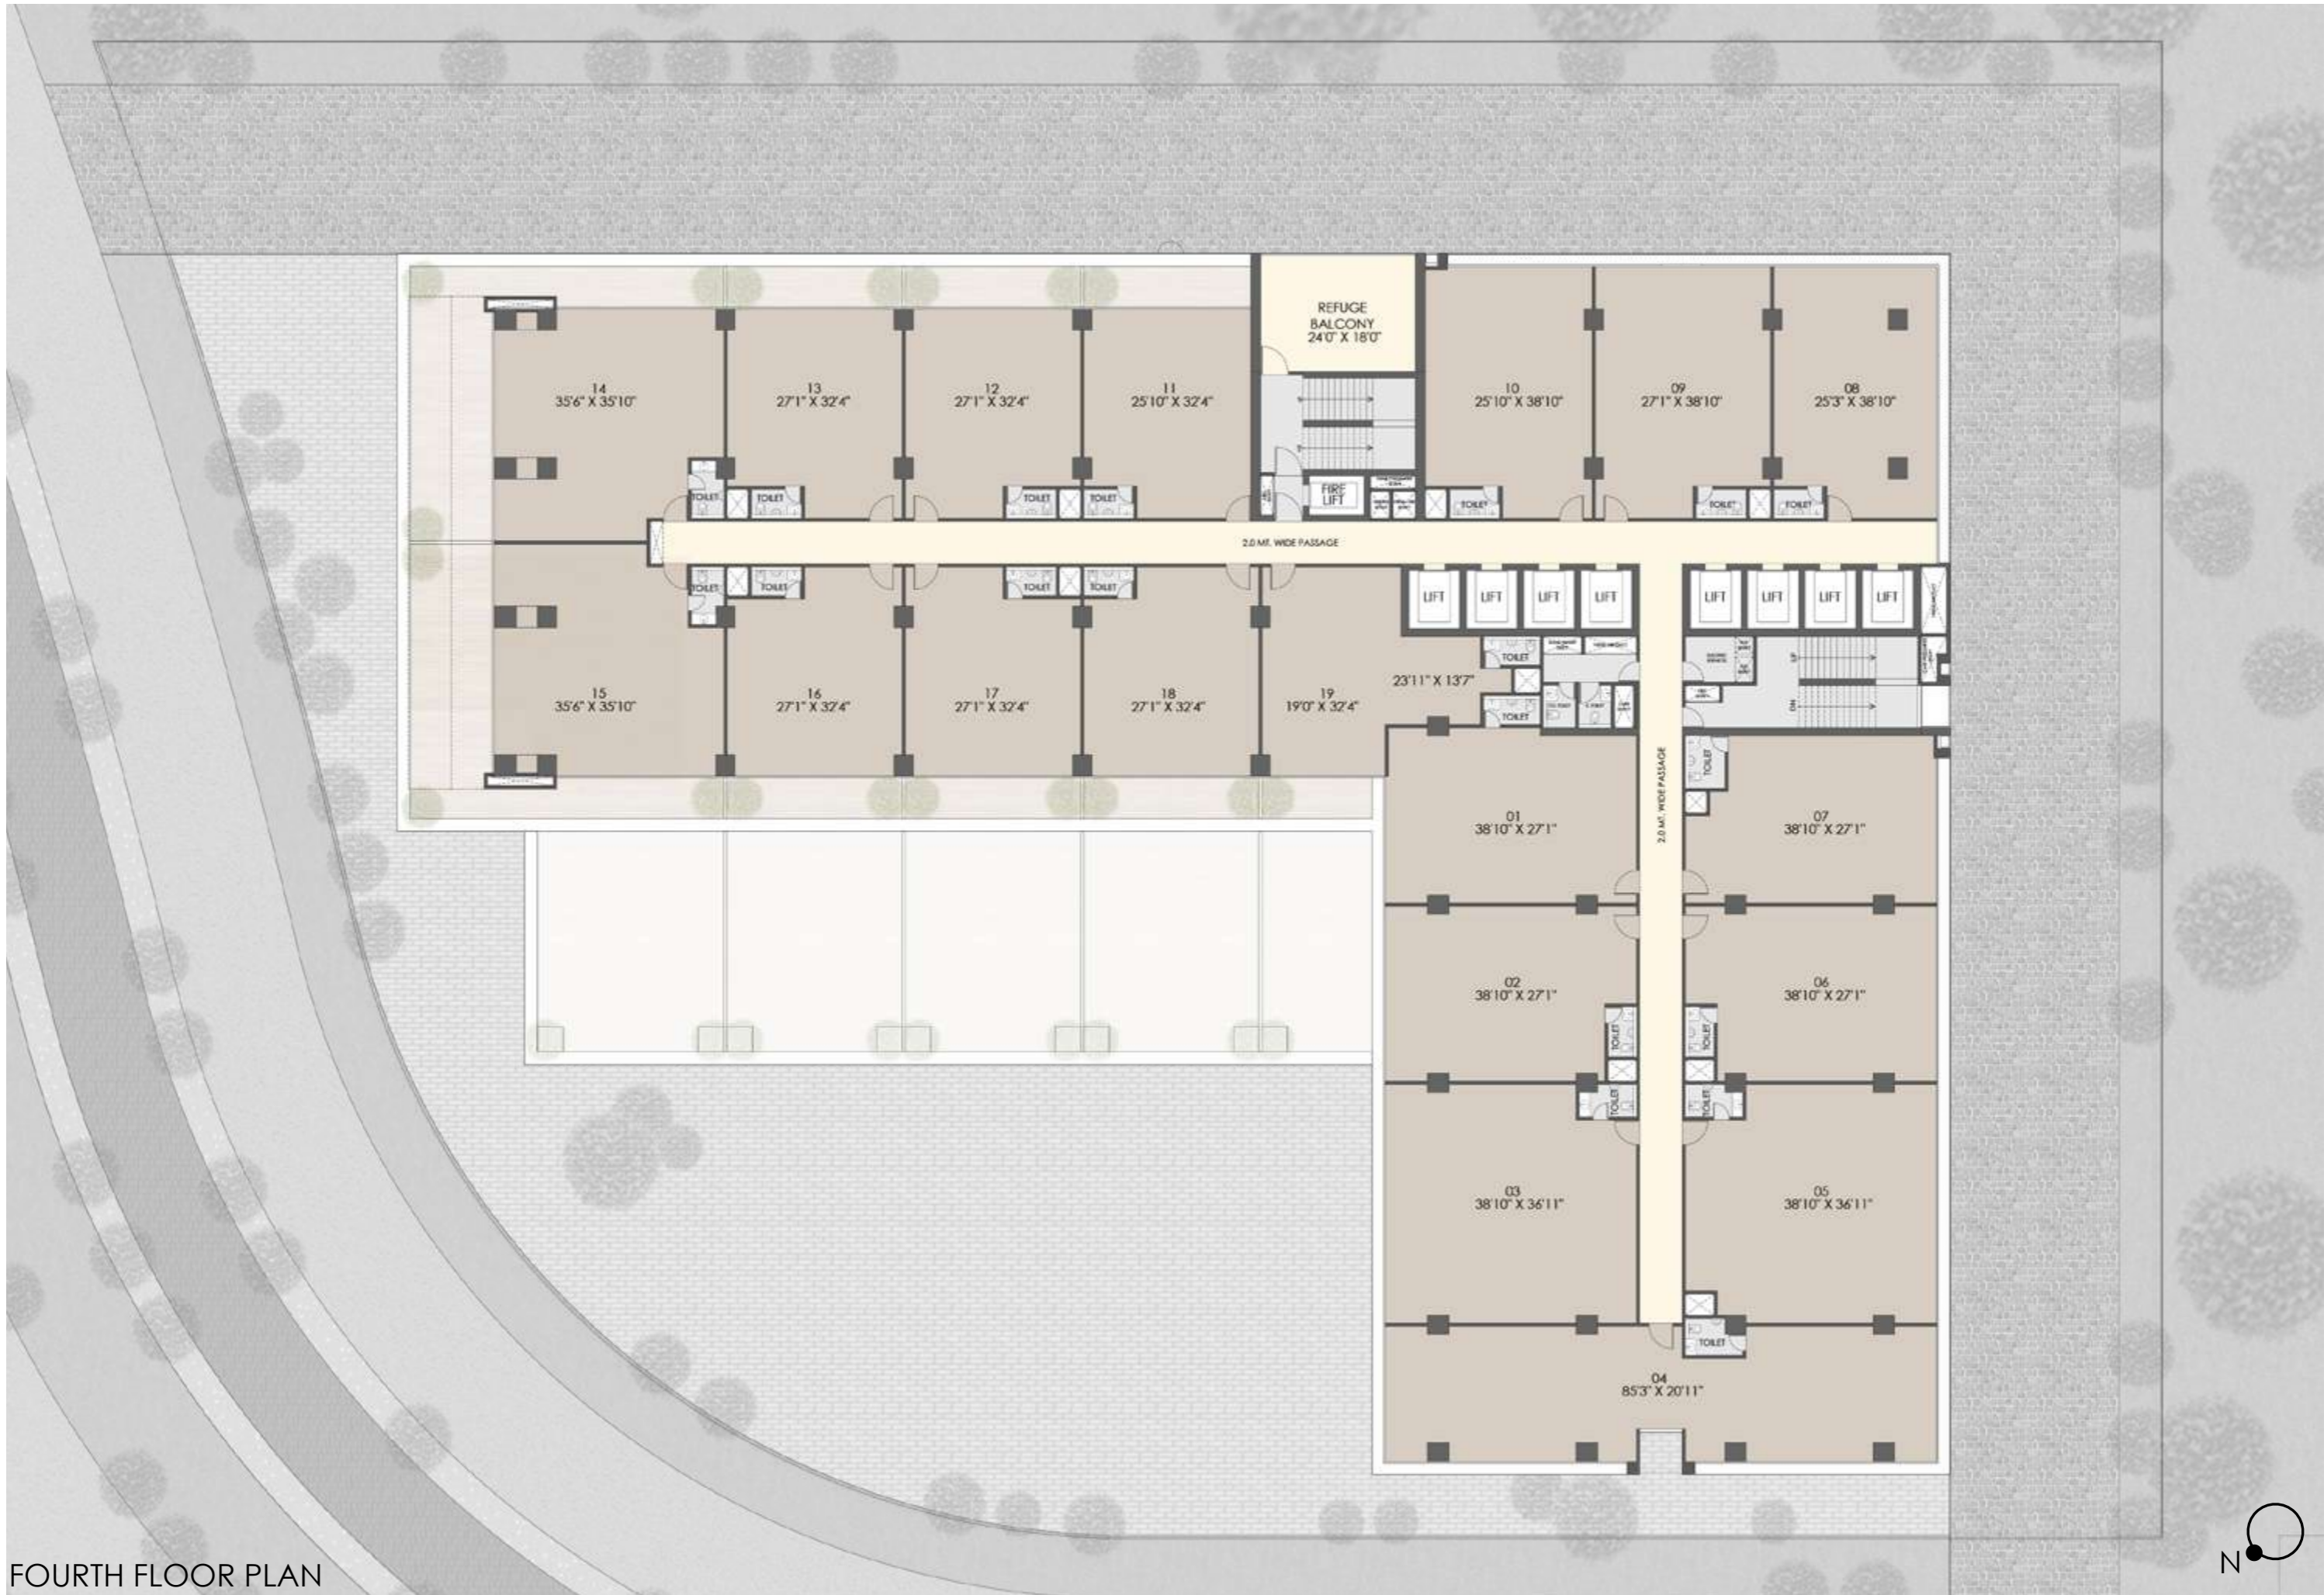 REFUGE
BALCONY
24'0" X 18'0"
14
35'6" X 35'10"
13
27'1" X 32'4"
12
27'1" X 32'4"
11
25'10" X 32'4"
10
25'10" X 38'10"
09
27'1" X 38'10"
08
25'3" X 38'10"
TOILET
TOILET
TOILET
TOILET
FIRE
LIFT
TOILET
TOILET
TOILET
2.0 MT. WIDE PASSAGE
TOILET
TOILET
TOILET
TOILET
LIFT
LIFT
LIFT
LIFT
LIFT
LIFT
LIFT
LIFT
TOILET
UP
15
35'6" X 35'10"
16
27'1" X 32'4"
17
27'1" X 32'4"
18
27'1" X 32'4"
19
19'0" X 32'4"
23'11" X 13'7"
TOILET
DN
TOILET
2.0 MT. WIDE PASSAGE
01
38'10" X 27'1"
07
38'10" X 27'1"
02
38'10" X 27'1"
06
38'10" X 27'1"
TOILET
TOILET
TOILET
TOILET
03
38'10" X 36'11"
05
38'10" X 36'11"
TOILET
04
85'3" X 20'11"
FOURTH FLOOR PLAN
N